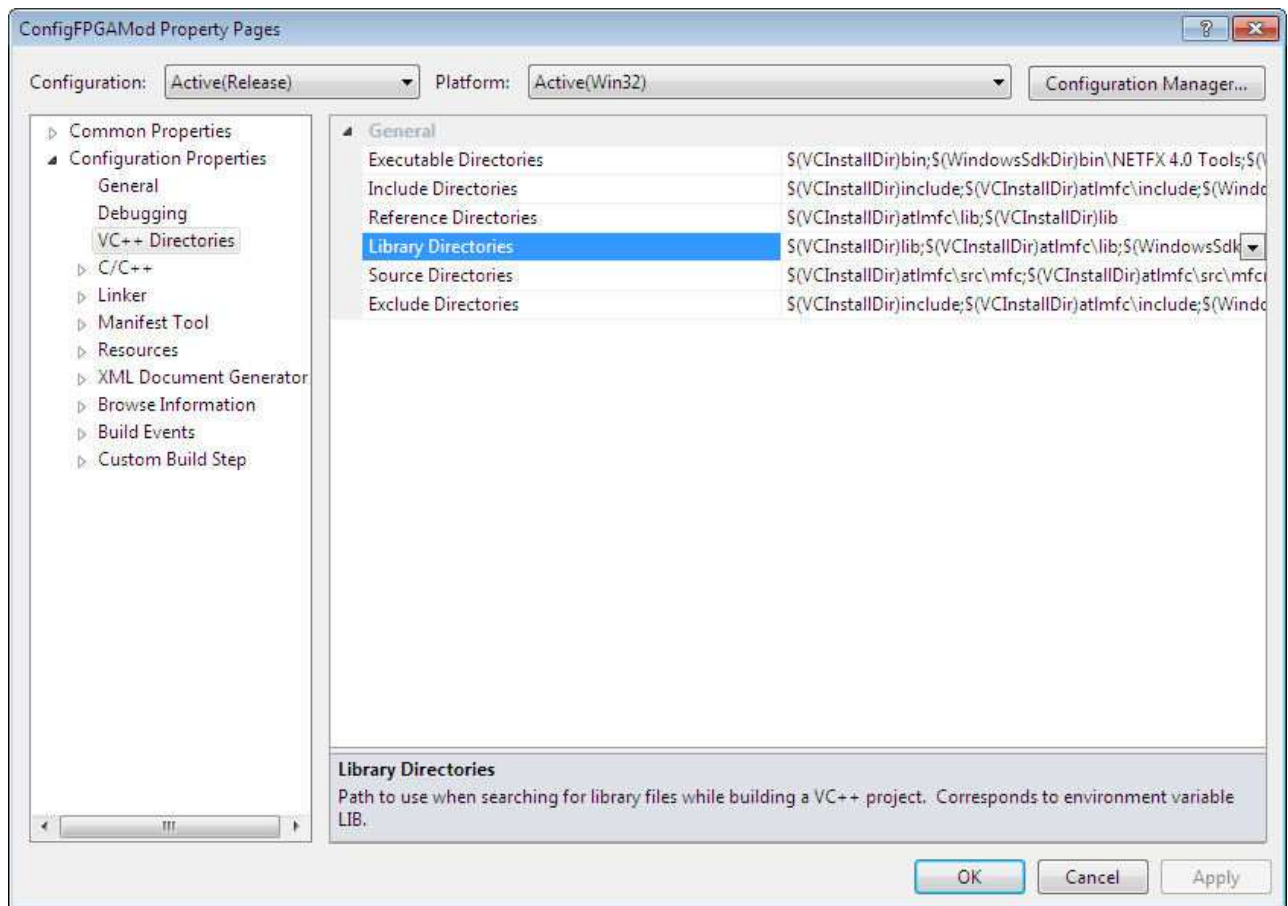 ConfigFPGAMod Property Pages
Configuration: Active(Release) Platform: Active(Win32) Configuration Manager...
Common Properties
Configuration Properties
General
Debugging
VC++ Directories
C/C++
Linker
Manifest Tool
Resources
XML Document Generator
Browse Information
Build Events
Custom Build Step
General
Executable Directories $(VCInstallDir)bin;$(WindowsSdkDir)bin\NETFX 4.0 Tools;$(
Include Directories $(VCInstallDir)include;$(VCInstallDir)atlmfc\include;$(Windo
Reference Directories $(VCInstallDir)atlmfc\lib;$(VCInstallDir)lib
Library Directories $(VCInstallDir)lib;$(VCInstallDir)atlmfc\lib;$(WindowsSdk
Source Directories $(VCInstallDir)atlmfc\src\mfc;$(VCInstallDir)atlmfc\src\mfc
Exclude Directories $(VCInstallDir)include;$(VCInstallDir)atlmfc\include;$(Windo
Library Directories
Path to use when searching for library files while building a VC++ project. Corresponds to environment variable
LIB.
OK Cancel Apply